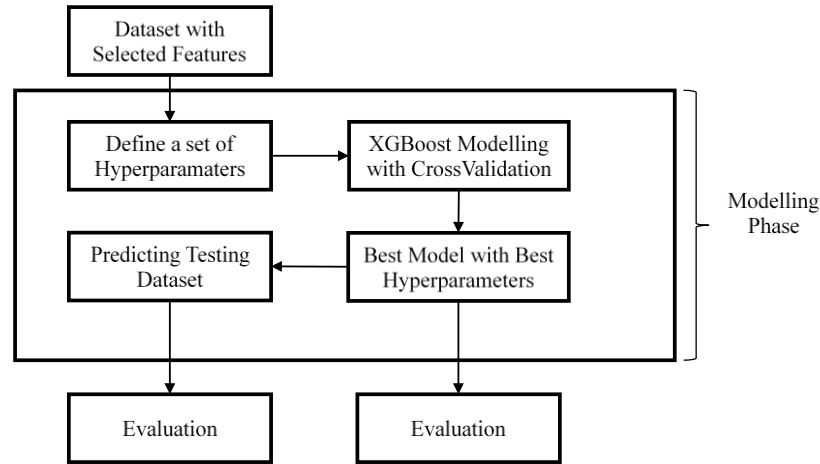 Dataset with
Selected Features
Define a set of
Hyperparamaters
XGBoost Modelling
with CrossValidation
Predicting Testing
Dataset
Best Model with Best
Hyperparameters
Modelling
Phase
Evaluation
Evaluation